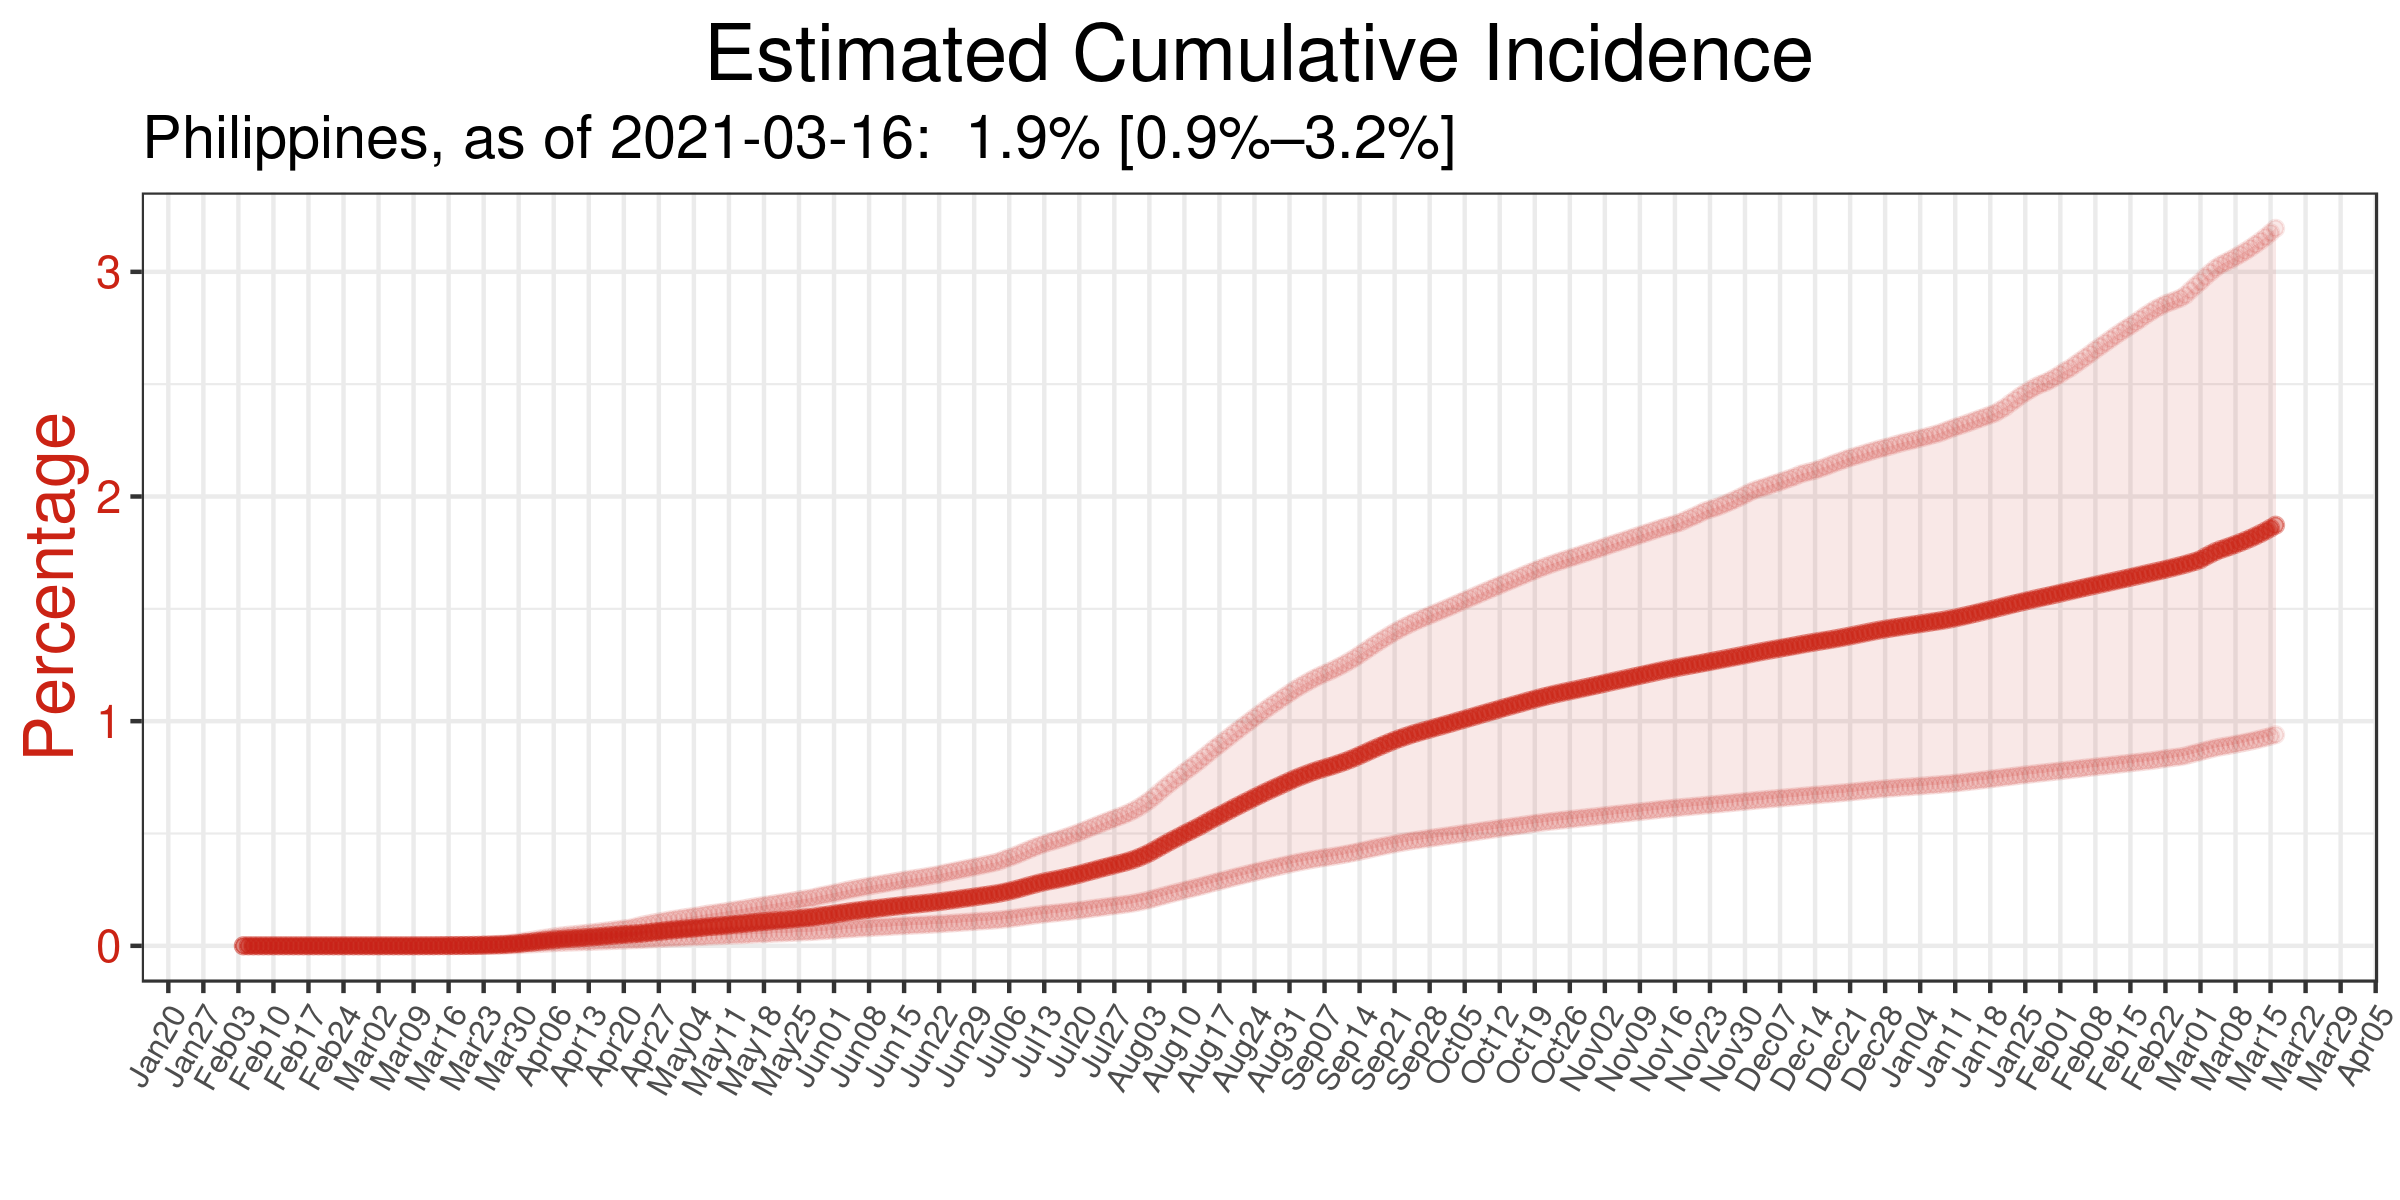 Estimated Cumulative Incidence
Philippines, as of 2021-03-16: 1.9% [0.9%–3.2%]
Percentage
3
2
1
0
Jan20
Jan27
Feb03
Feb10
Feb17
Feb24
Mar02
Mar09
Mar16
Mar23
Mar30
Apr06
Apr13
Apr20
Apr27
May04
May11
May18
May25
Jun01
Jun08
Jun15
Jun22
Jun29
Jul06
Jul13
Jul20
Jul27
Aug03
Aug10
Aug17
Aug24
Aug31
Sep07
Sep14
Sep21
Sep28
Oct05
Oct12
Oct19
Oct26
Nov02
Nov09
Nov16
Nov23
Nov30
Dec07
Dec14
Dec21
Dec28
Jan04
Jan11
Jan18
Jan25
Feb01
Feb08
Feb15
Feb22
Mar01
Mar08
Mar15
Mar22
Mar29
Apr05